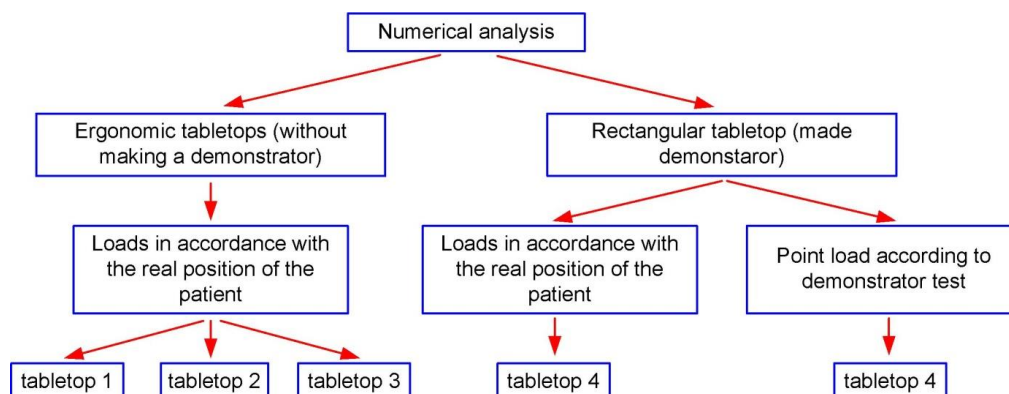 Numerical analysis
Ergonomic tabletops (without
making a demonstrator)
Rectangular tabletop (made
demonstaror)
Loads in accordance with
the real position of the
patient
Loads in accordance with
the real position of the
patient
Point load according to
demonstrator test
tabletop 1
tabletop 2
tabletop 3
tabletop 4
tabletop 4